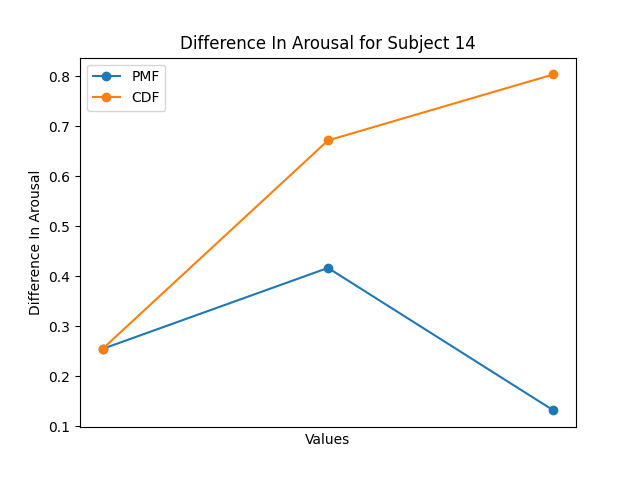 Difference In Arousal for Subject 14
PMF
CDF
Difference In Arousal
0.8
0.7
0.6
0.5
0.4
0.3
0.2
0.1
Values